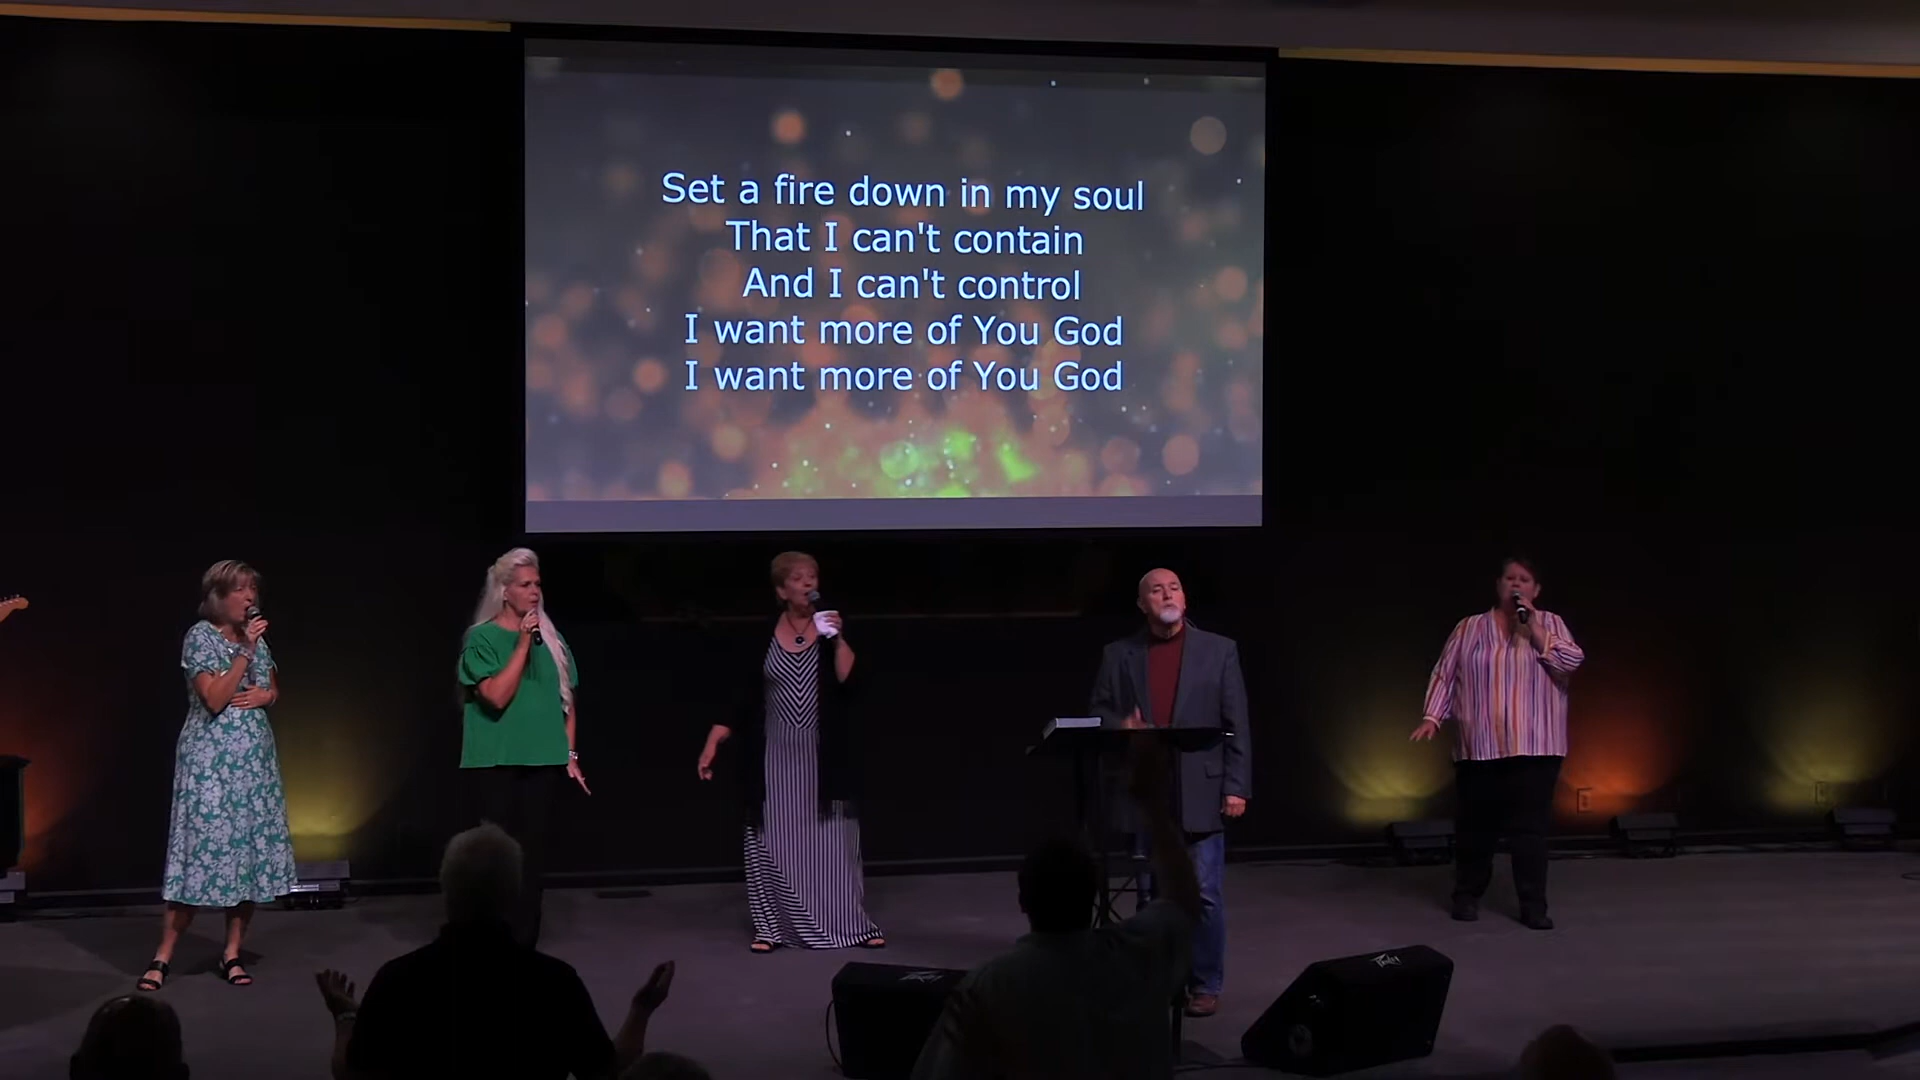 Set a fire down in my soul
That I can't contain
And I can't control
I want more of You God
I want more of You God